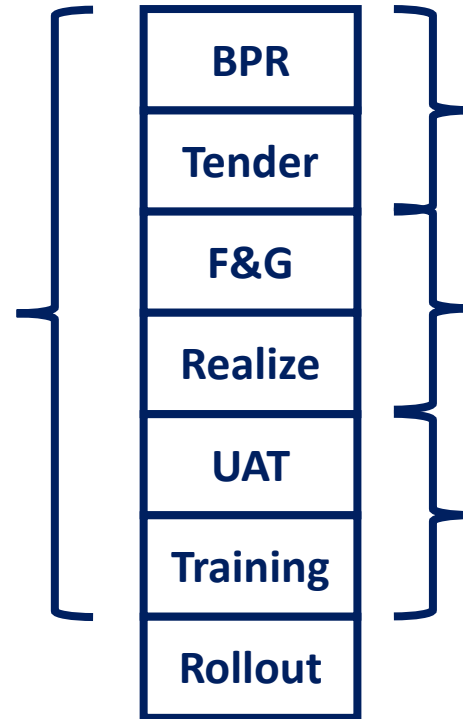 BPR
Tender
F&G
Realize
UAT
Training
Rollout